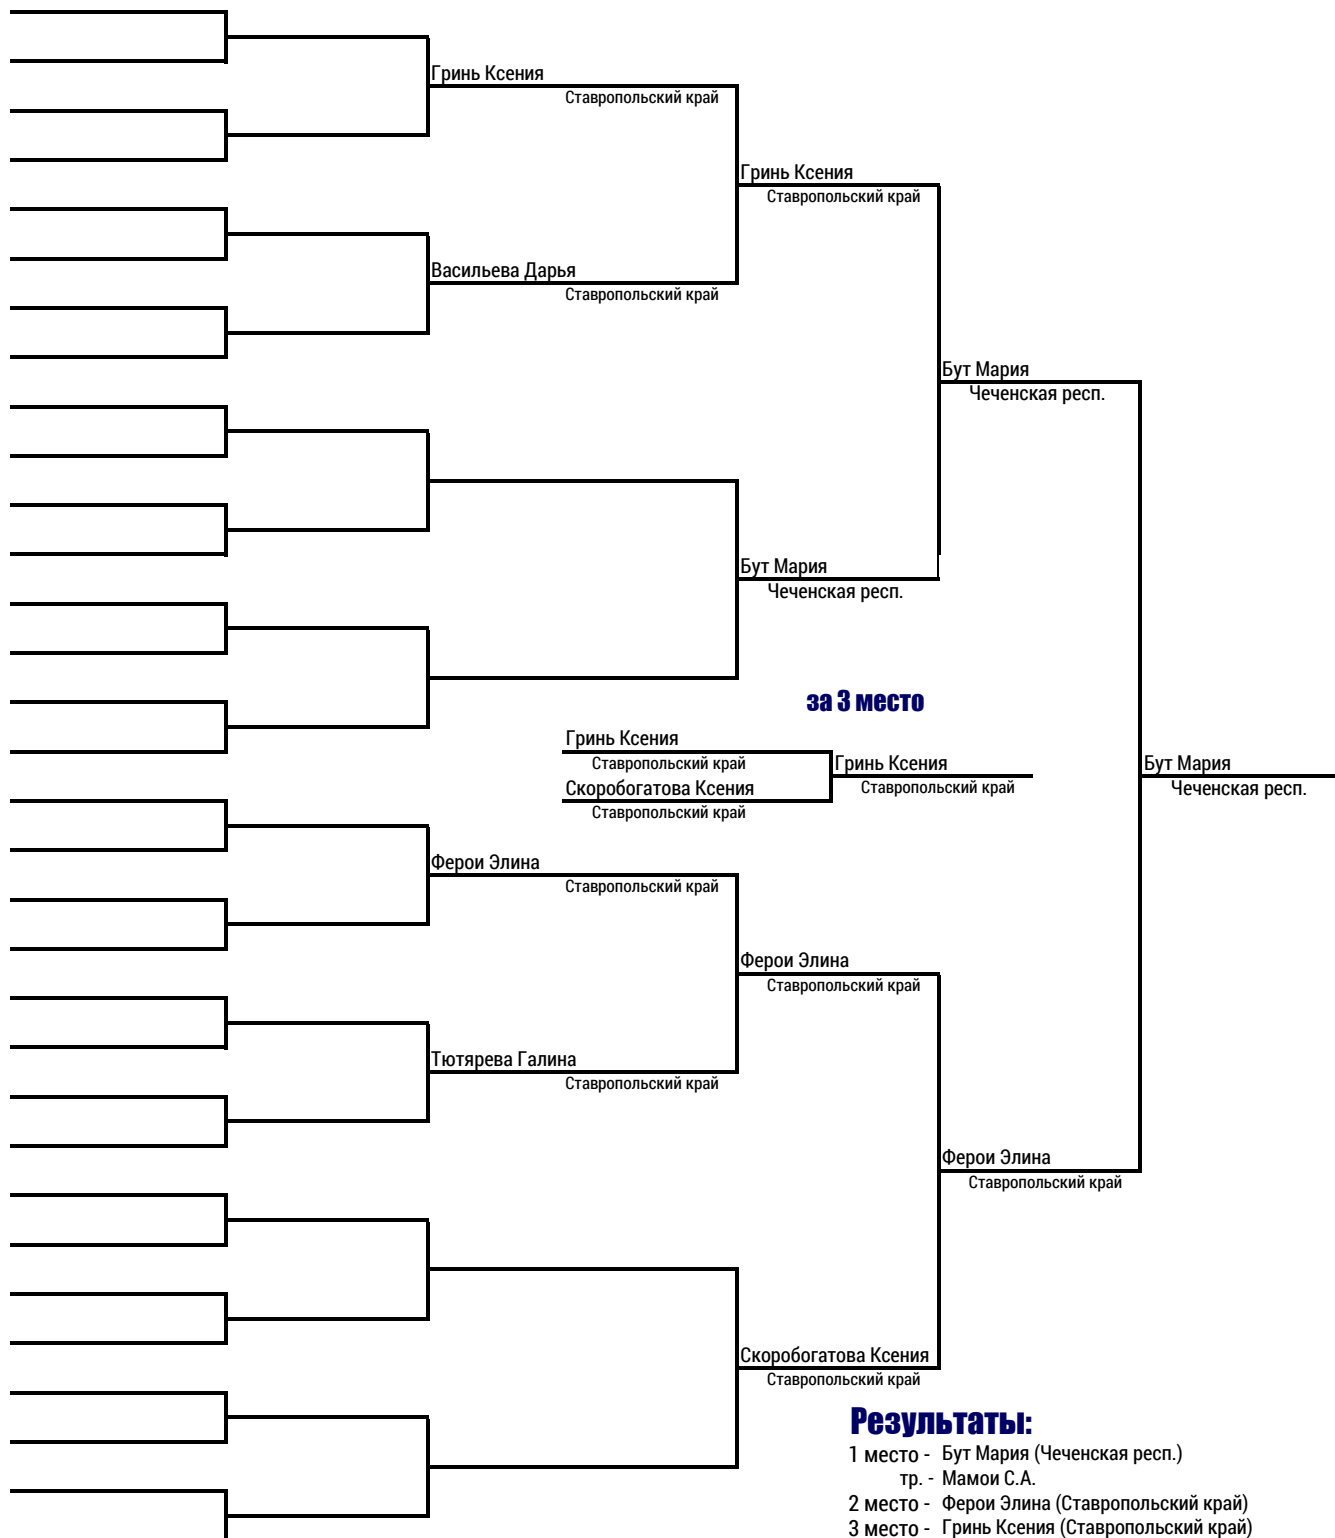 Гринь Ксения
Ставропольский край
Гринь Ксения
Ставропольский край
Васильева Дарья
Ставропольский край
Бут Мария
Чеченская респ.
Бут Мария
Чеченская респ.
за 3 место
Гринь Ксения
Ставропольский край
Скоробогатова Ксения
Ставропольский край
Гринь Ксения
Ставропольский край
Бут Мария
Чеченская респ.
Ферои Элина
Ставропольский край
Ферои Элина
Ставропольский край
Тютярева Галина
Ставропольский край
Ферои Элина
Ставропольский край
Скоробогатова Ксения
Ставропольский край
Результаты:
1 место - Бут Мария (Чеченская респ.)
тр. - Мамои С.А.
2 место - Ферои Элина (Ставропольский край)
3 место - Гринь Ксения (Ставропольский край)